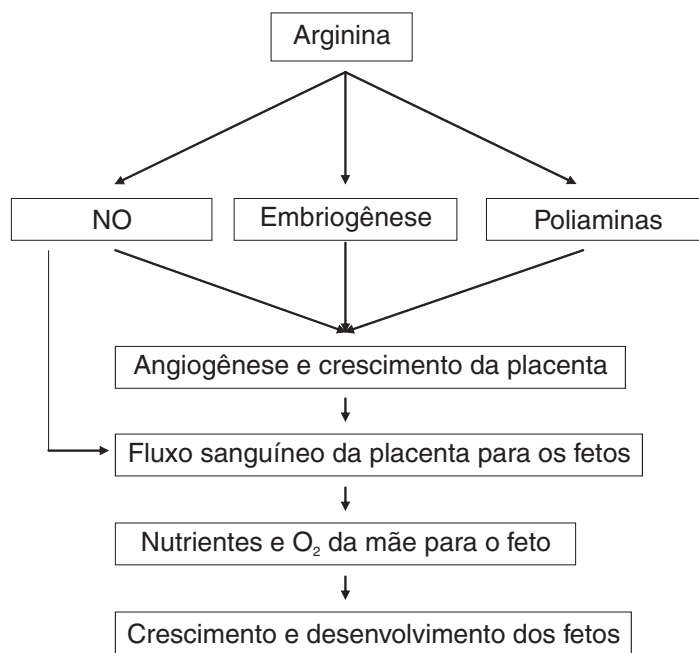 Arginina
NO
Embriogênese
Poliaminas
Angiogênese e crescimento da placenta
Fluxo sanguíneo da placenta para os fetos
Nutrientes e O₂ da mãe para o feto
Crescimento e desenvolvimento dos fetos